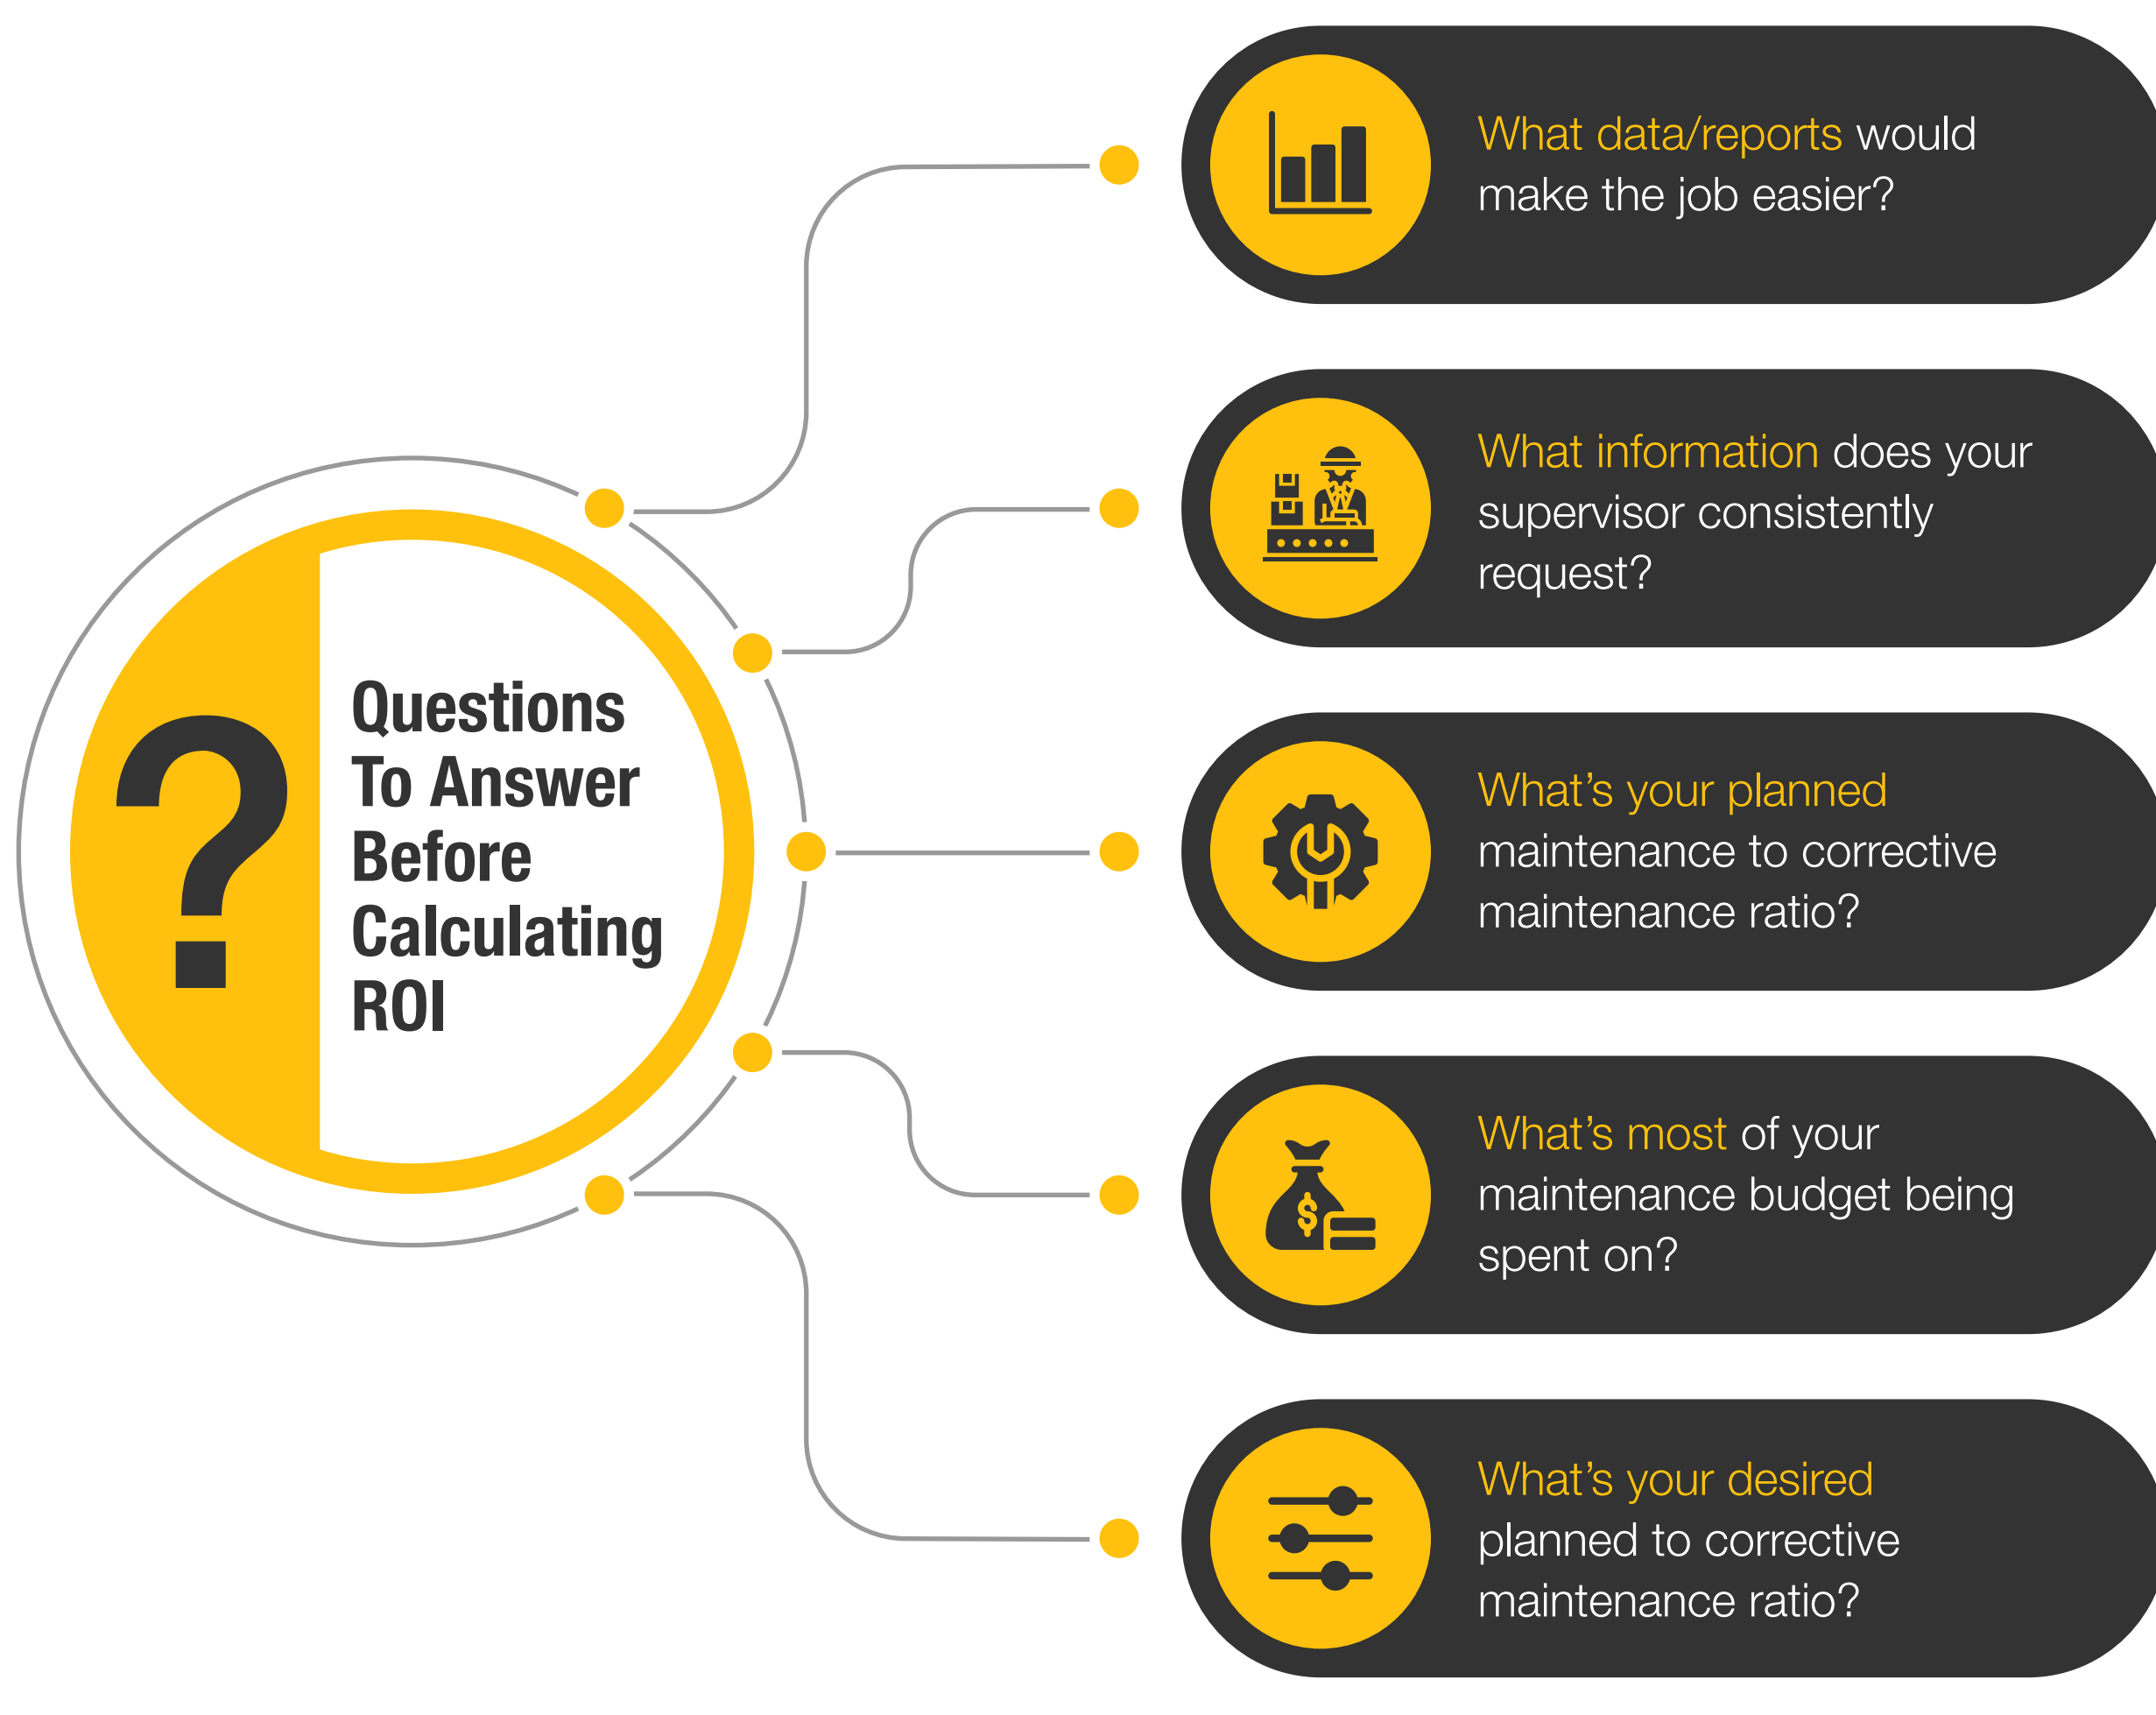 ?
Questions
To Answer
Before
Calculating
ROI
What data/reports would
make the job easier?
What information does your
supervisor consistently
request?
What's your planned
maintenance to corrective
maintenance ratio?
What's most of your
maintenance budget being
spent on?
What's your desired
planned to corrective
maintenance ratio?